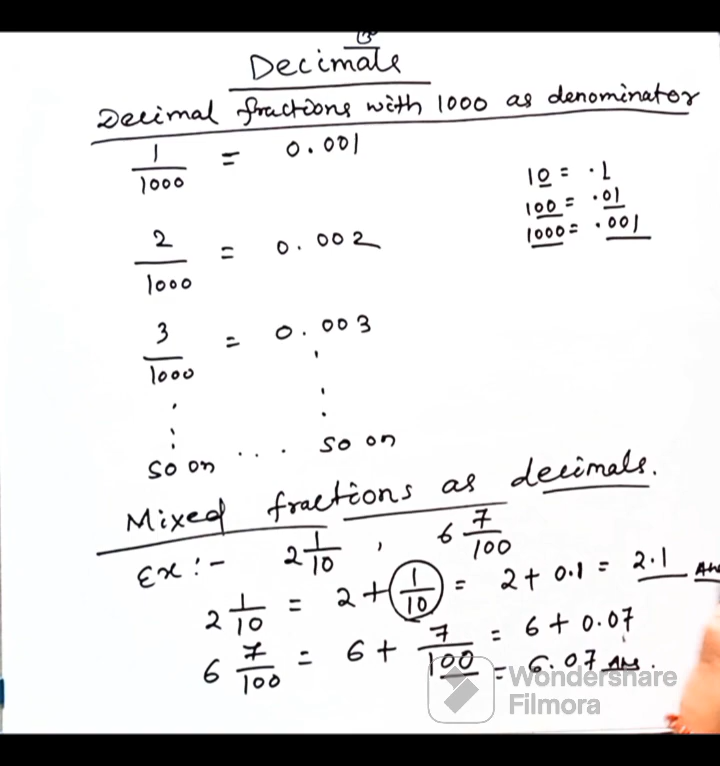 Decimals
Decimal fractions with 1000 as denominator
1/1000 = 0.001
10 = .1
100 = .01
1000 = .001
2/1000 = 0.002
3/1000 = 0.003
so on .... so on
Mixed fractions as decimals.
Ex:- 2 1/10 , 6 7/100
2 1/10 = 2 + 1/10 = 2 + 0.1 = 2.1 Ans
6 7/100 = 6 + 7/100 = 6 + 0.07
= 6.07 Ans.
Wondershare
Filmora